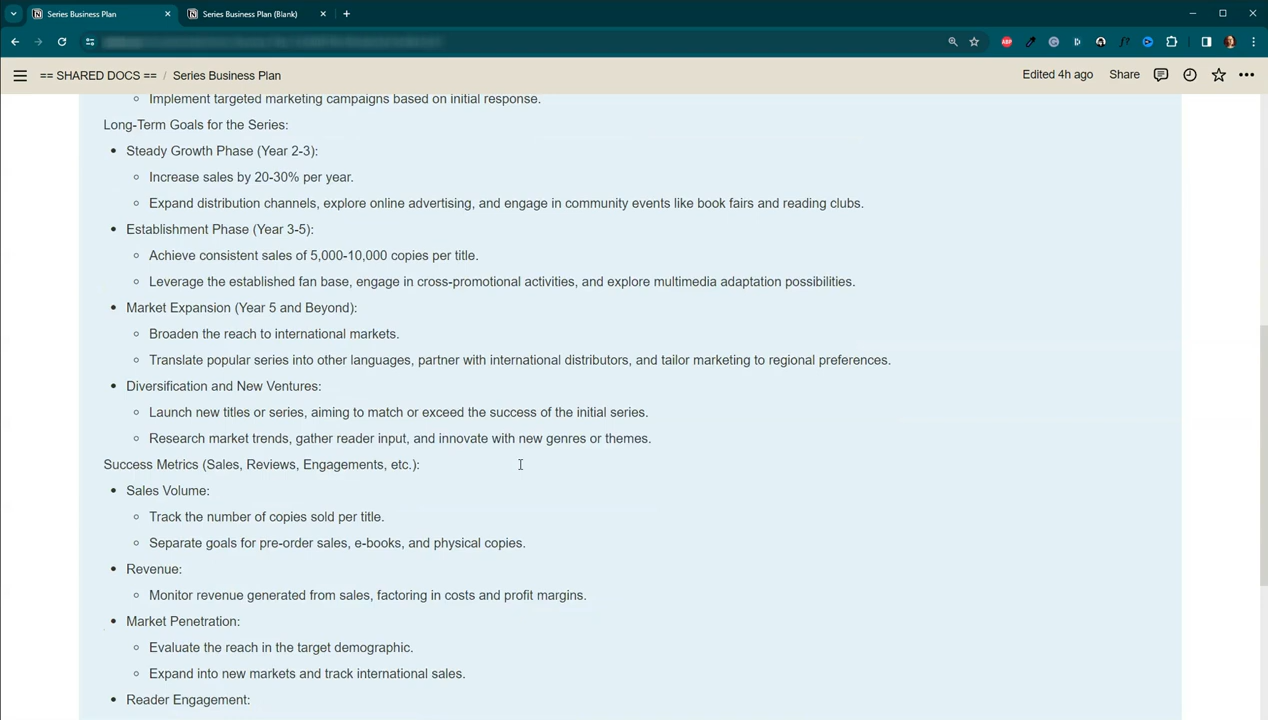 Series Business Plan
Series Business Plan (Blank)
== SHARED DOCS == / Series Business Plan
Edited 4h ago
Share
ABP
Implement targeted marketing campaigns based on initial response.
Long-Term Goals for the Series:
• Steady Growth Phase (Year 2-3):
○ Increase sales by 20-30% per year.
○ Expand distribution channels, explore online advertising, and engage in community events like book fairs and reading clubs.
• Establishment Phase (Year 3-5):
○ Achieve consistent sales of 5,000-10,000 copies per title.
○ Leverage the established fan base, engage in cross-promotional activities, and explore multimedia adaptation possibilities.
• Market Expansion (Year 5 and Beyond):
○ Broaden the reach to international markets.
○ Translate popular series into other languages, partner with international distributors, and tailor marketing to regional preferences.
• Diversification and New Ventures:
○ Launch new titles or series, aiming to match or exceed the success of the initial series.
○ Research market trends, gather reader input, and innovate with new genres or themes.
Success Metrics (Sales, Reviews, Engagements, etc.):
• Sales Volume:
○ Track the number of copies sold per title.
○ Separate goals for pre-order sales, e-books, and physical copies.
• Revenue:
○ Monitor revenue generated from sales, factoring in costs and profit margins.
• Market Penetration:
○ Evaluate the reach in the target demographic.
○ Expand into new markets and track international sales.
• Reader Engagement: